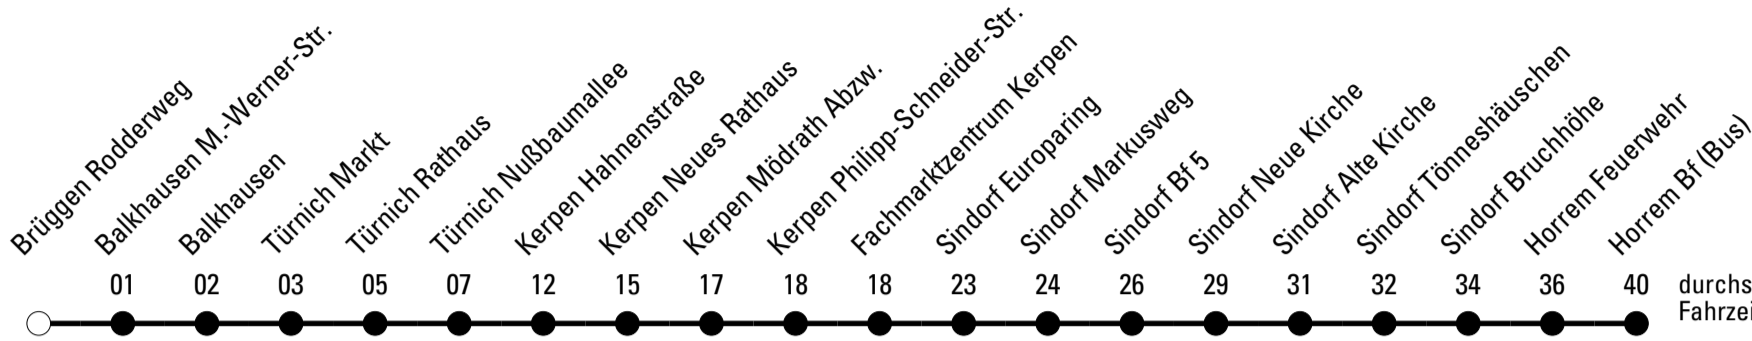 Brüggen Rodderweg
Balkhausen M.-Werner-Str.
Balkhausen
Türnich Markt
Türnich Rathaus
Türnich Nußbaumallee
Kerpen Hahnenstraße
Kerpen Neues Rathaus
Kerpen Mödrath Abzw.
Kerpen Philipp-Schneider-Str.
Fachmarktzentrum Kerpen
Sindorf Europaring
Sindorf Markusweg
Sindorf Bf 5
Sindorf Neue Kirche
Sindorf Alte Kirche
Sindorf Tönneshäuschen
Sindorf Bruchhöhe
Horrem Feuerwehr
Horrem Bf (Bus)
01 02 03 05 07 12 15 17 18 18 23 24 26 29 31 32 34 36 40 durchs
Fahrzei